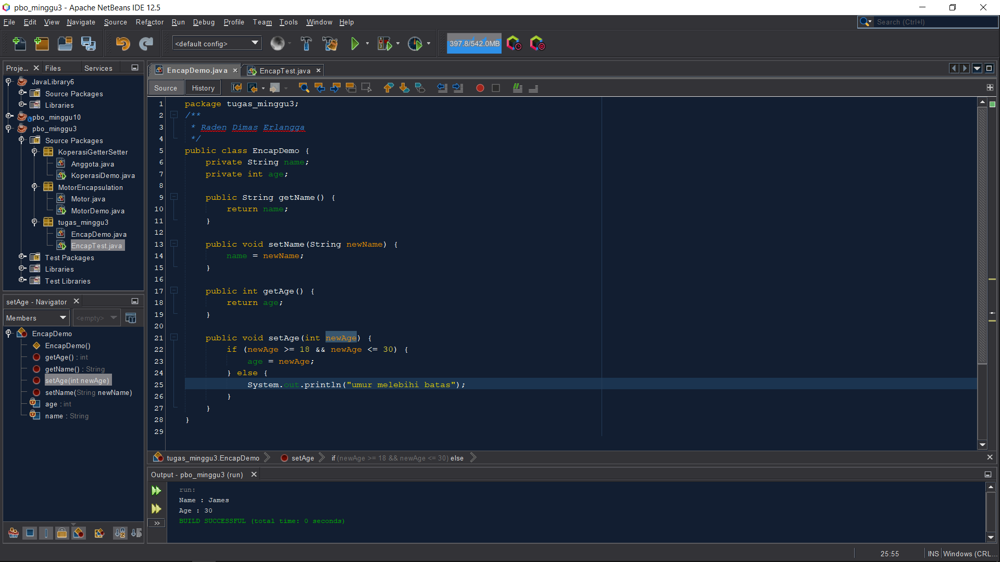 pbo_minggu3 - Apache NetBeans IDE 12.5
File Edit View Navigate Source Refactor Run Debug Profile Team Tools Window Help
Search (Ctrl+I)
<default config>
397.8/542.0MB
Proje... Files Services
JavaLibrary6
Source Packages
Libraries
pbo_minggu10
pbo_minggu3
Source Packages
KoperasiGetterSetter
Anggota.java
KoperasiDemo.java
MotorEncapsulation
Motor.java
MotorDemo.java
tugas_minggu3
EncapDemo.java
EncapTest.java
Test Packages
Libraries
Test Libraries
setAge - Navigator
Members <empty>
EncapDemo
EncapDemo()
getAge() : int
getName() : String
setAge(int newAge)
setName(String newName)
age : int
name : String
EncapDemo.java EncapTest.java
Source History
1 package tugas_minggu3;
2 /**
3 * Raden Dimas Erlangga
4 */
5 public class EncapDemo {
6 private String name;
7 private int age;
8
9 public String getName() {
10 return name;
11 }
12
13 public void setName(String newName) {
14 name = newName;
15 }
16
17 public int getAge() {
18 return age;
19 }
20
21 public void setAge(int newAge) {
22 if (newAge >= 18 && newAge <= 30) {
23 age = newAge;
24 } else {
25 System.out.println("umur melebihi batas");
26 }
27 }
28 }
29
tugas_minggu3.EncapDemo setAge if (newAge >= 18 && newAge <= 30) else
Output - pbo_minggu3 (run)
run:
Name : James
Age : 30
BUILD SUCCESSFUL (total time: 0 seconds)
25:55 INS Windows (CRL...